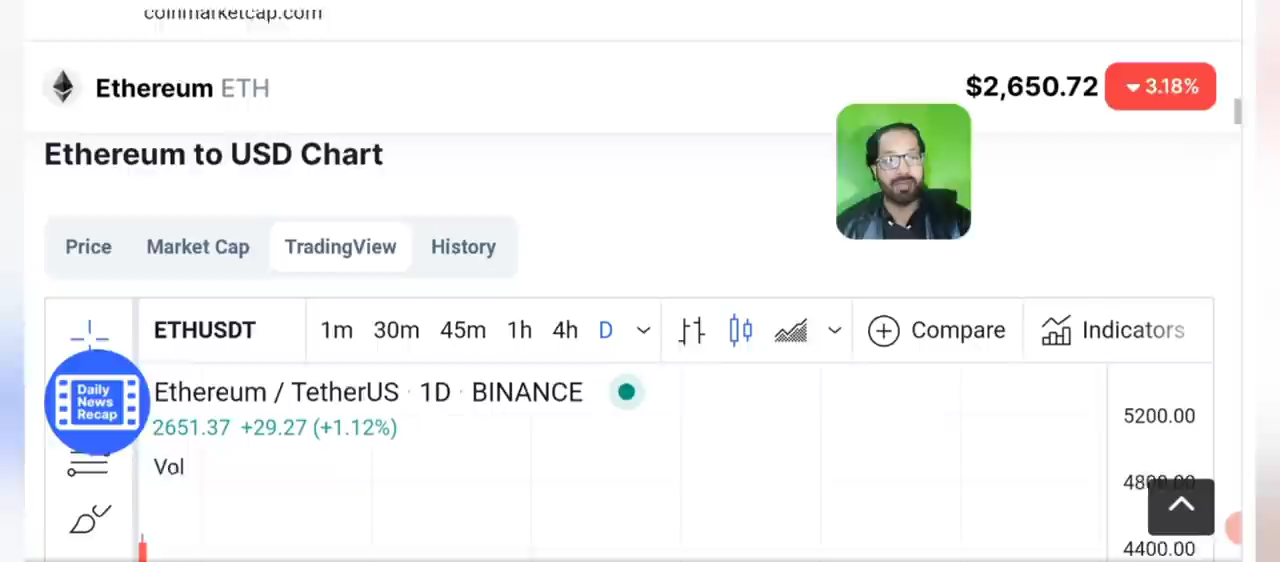 coinmarketcap.com
Ethereum ETH
$2,650.72 3.18%
Ethereum to USD Chart
Price Market Cap TradingView History
ETHUSDT 1m 30m 45m 1h 4h D Compare Indicators
Ethereum / TetherUS · 1D · BINANCE
2651.37 +29.27 (+1.12%)
Vol
Daily
News
Recap
5200.00
4800.00
4400.00